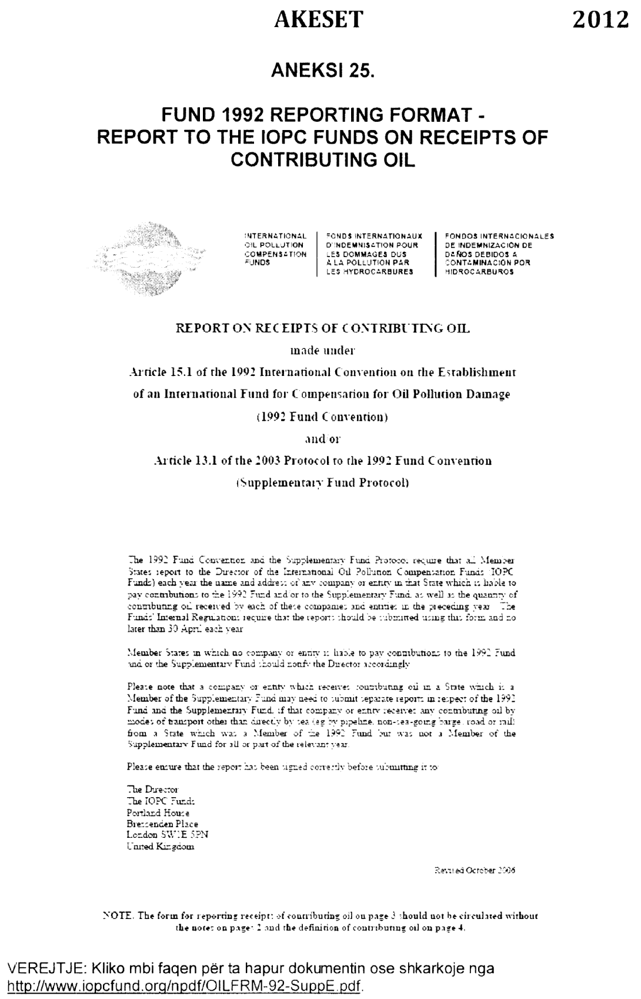 AKESET 2012
ANEKSI 25.
FUND 1992 REPORTING FORMAT -
REPORT TO THE IOPC FUNDS ON RECEIPTS OF
CONTRIBUTING OIL
INTERNATIONAL
OIL POLLUTION
COMPENSATION
FUNDS
FONDS INTERNATIONAUX
D'INDEMNISATION POUR
LES DOMMAGES DUS
À LA POLLUTION PAR
LES HYDROCARBURES
FONDOS INTERNACIONALES
DE INDEMNIZACIÓN DE
DAÑOS DEBIDOS A
CONTAMINACIÓN POR
HIDROCARBUROS
REPORT ON RECEIPTS OF CONTRIBUTING OIL
made under
Article 15.1 of the 1992 International Convention on the Establishment
of an International Fund for Compensation for Oil Pollution Damage
(1992 Fund Convention)
and/or
Article 13.1 of the 2003 Protocol to the 1992 Fund Convention
(Supplementary Fund Protocol)
The 1992 Fund Convention and the Supplementary Fund Protocol require that all Member
States report to the Director of the International Oil Pollution Compensation Funds (IOPC
Funds) each year the name and address of any company or entity in that State which is liable to
pay contributions to the 1992 Fund and/or to the Supplementary Fund, as well as the quantity of
contributing oil received by each of these companies and entities in the preceding year. The
Funds' Internal Regulations require that the reports should be submitted using this form and no
later than 30 April each year.
Member States in which no company or entity is liable to pay contributions to the 1992 Fund
and/or the Supplementary Fund should notify the Director accordingly.
Please note that a company or entity which receives contributing oil in a State which is a
Member of the Supplementary Fund may need to submit separate reports in respect of the 1992
Fund and the Supplementary Fund, if that company or entity receives any contributing oil by
modes of transport other than directly by sea (eg by pipeline, non-sea-going barge, road or rail)
from a State which was a Member of the 1992 Fund but was not a Member of the
Supplementary Fund for all or part of the relevant year.
Please ensure that the report has been signed correctly before submitting it to:
The Director
The IOPC Funds
Portland House
Bressenden Place
London SW1E 5PN
United Kingdom
Revised October 2006
NOTE. The form for reporting receipts of contributing oil on page 3 should not be circulated without
the notes on pages 2 and the definition of contributing oil on page 4.
VEREJTJE: Kliko mbi faqen për ta hapur dokumentin ose shkarkoje nga
http://www.iopcfund.org/npdf/OILFRM-92-SuppE.pdf.